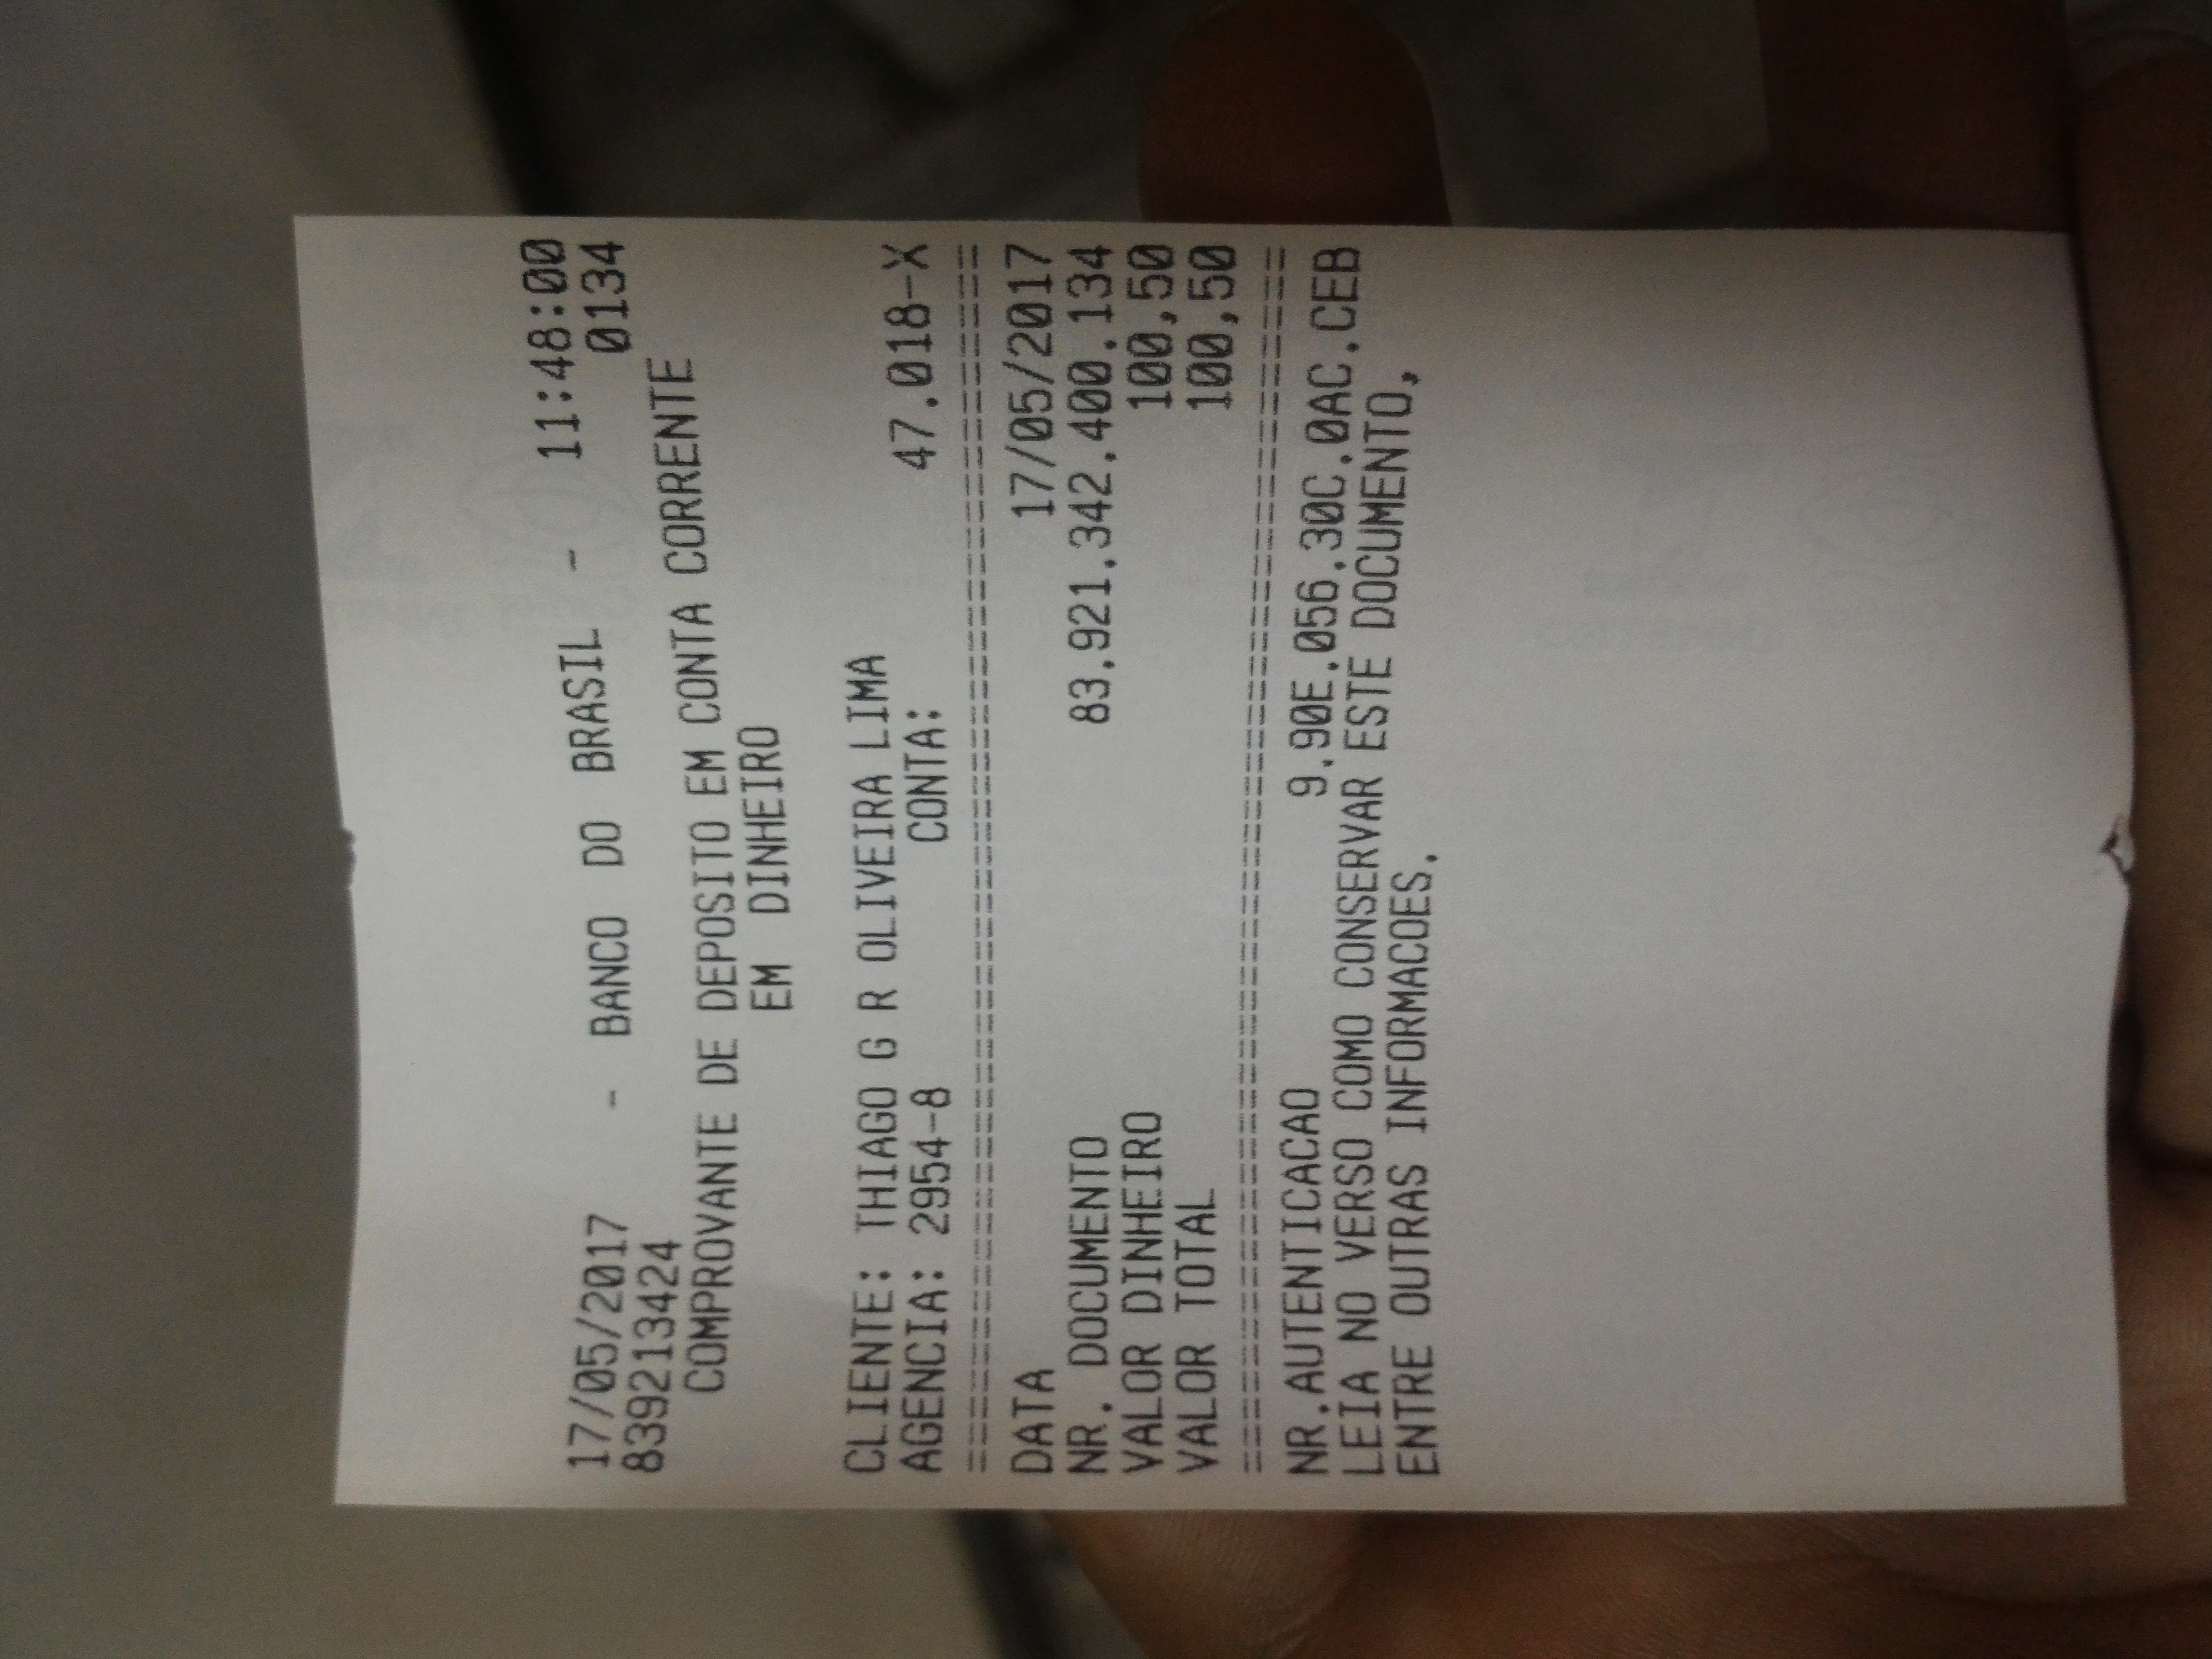 17/05/2017 - BANCO DO BRASIL - 11:48:00
839213424 0134
COMPROVANTE DE DEPOSITO EM CONTA CORRENTE
EM DINHEIRO
CLIENTE: THIAGO G R OLIVEIRA LIMA
AGENCIA: 2954-8 CONTA: 47.018-X
DATA 17/05/2017
NR. DOCUMENTO 83.921.342.400.134
VALOR DINHEIRO 100,50
VALOR TOTAL 100,50
NR.AUTENTICACAO 9.90E.056.30C.0AC.CEB
LEIA NO VERSO COMO CONSERVAR ESTE DOCUMENTO,
ENTRE OUTRAS INFORMACOES.